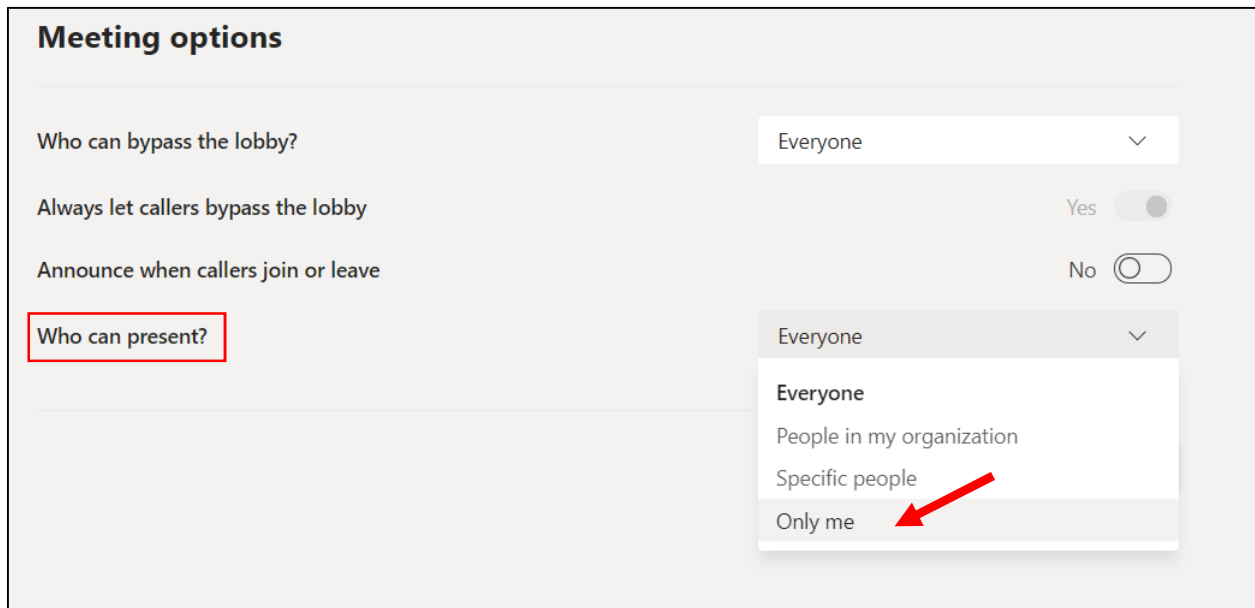 Meeting options
Who can bypass the lobby? Everyone
Always let callers bypass the lobby Yes
Announce when callers join or leave No
Who can present? Everyone
Everyone
People in my organization
Specific people
Only me